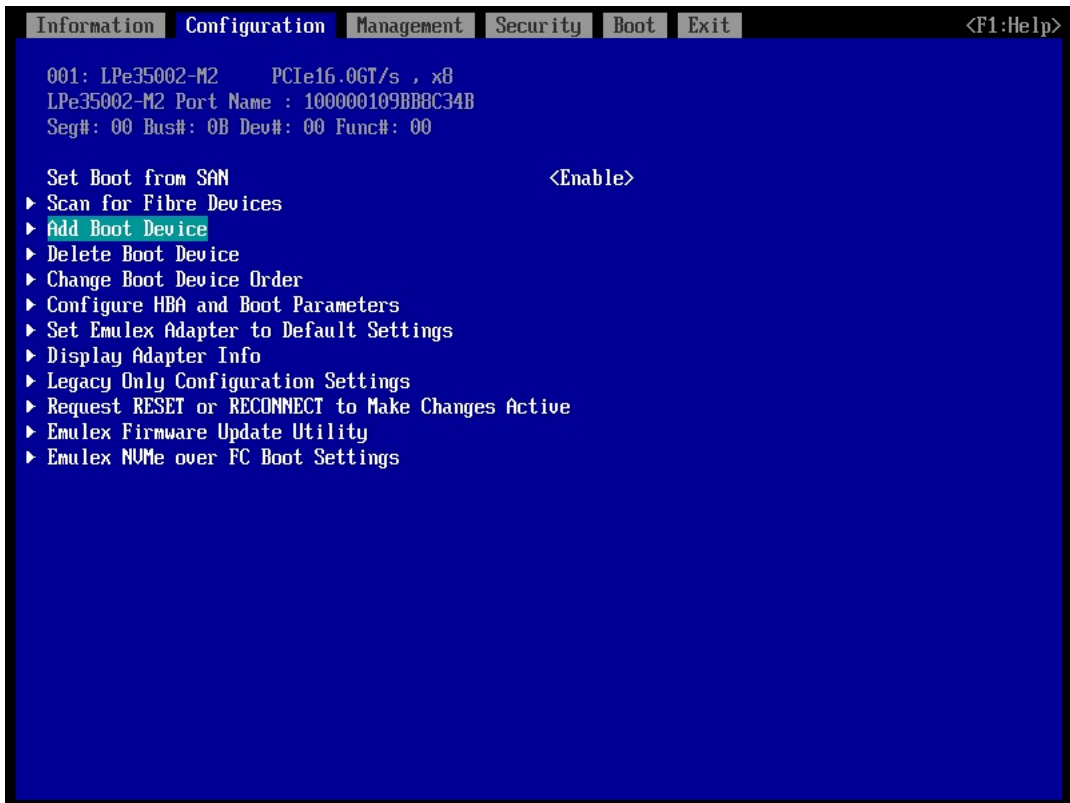 Information Configuration Management Security Boot Exit <F1:Help>
001: LPe35002-M2 PCIe16.0GT/s , x8
LPe35002-M2 Port Name : 100000109BB8C34B
Seg#: 00 Bus#: 0B Dev#: 00 Func#: 00
Set Boot from SAN <Enable>
Scan for Fibre Devices
Add Boot Device
Delete Boot Device
Change Boot Device Order
Configure HBA and Boot Parameters
Set Emulex Adapter to Default Settings
Display Adapter Info
Legacy Only Configuration Settings
Request RESET or RECONNECT to Make Changes Active
Emulex Firmware Update Utility
Emulex NVMe over FC Boot Settings